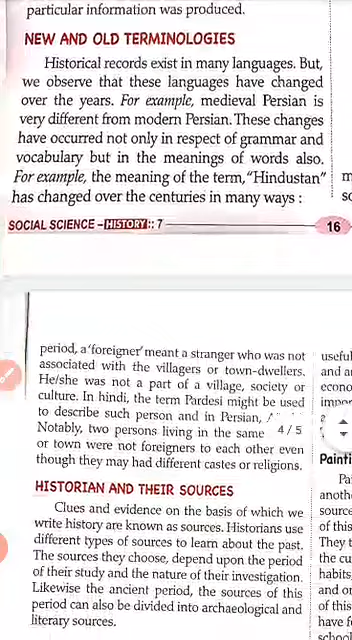 particular information was produced.
NEW AND OLD TERMINOLOGIES
Historical records exist in many languages. But,
we observe that these languages have changed
over the years. For example, medieval Persian is
very different from modern Persian. These changes
have occurred not only in respect of grammar and
vocabulary but in the meanings of words also.
For example, the meaning of the term, "Hindustan"
has changed over the centuries in many ways :
SOCIAL SCIENCE – HISTORY :: 7
16
period, a 'foreigner' meant a stranger who was not
associated with the villagers or town-dwellers.
He/she was not a part of a village, society or
culture. In hindi, the term Pardesi might be used
to describe such person and in Persian,
Notably, two persons living in the same
or town were not foreigners to each other even
though they may had different castes or religions.
4 / 5
HISTORIAN AND THEIR SOURCES
Clues and evidence on the basis of which we
write history are known as sources. Historians use
different types of sources to learn about the past.
The sources they choose, depend upon the period
of their study and the nature of their investigation.
Likewise the ancient period, the sources of this
period can also be divided into archaeological and
literary sources.
useful
and a
econo
Painti
Pa
anoth
source
of this
They t
the cu
habits
and or
of this
have f
school